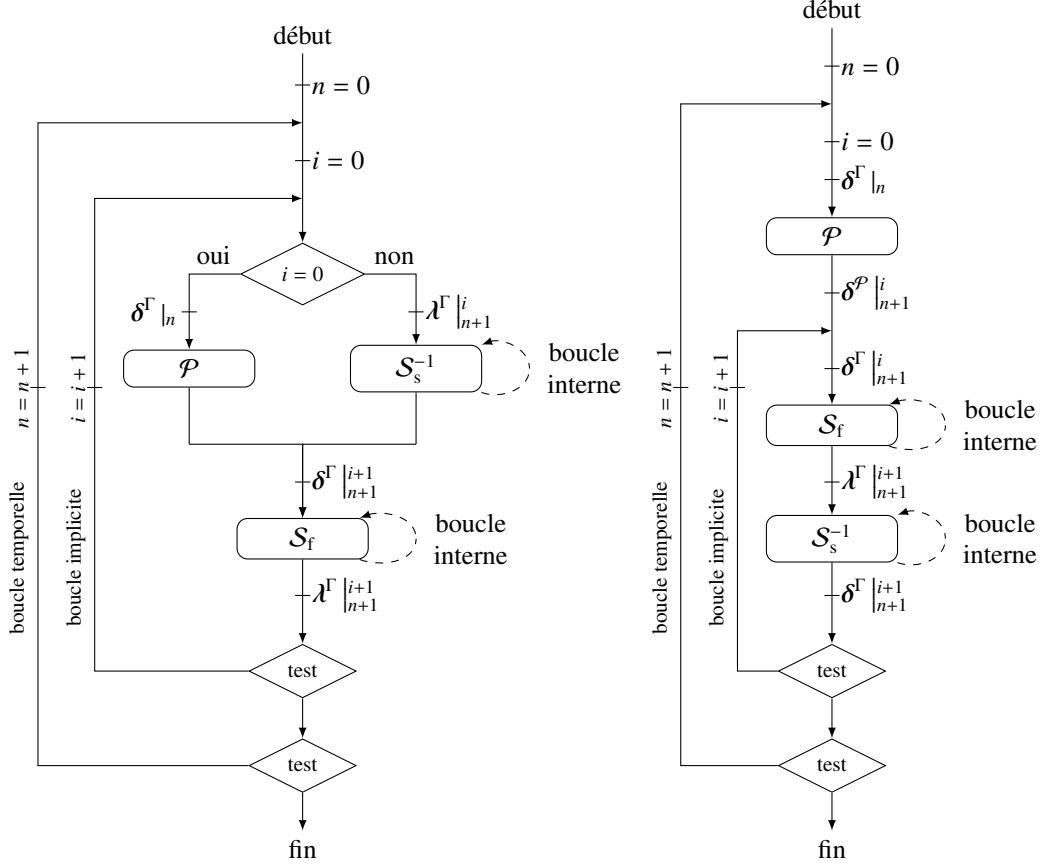 début
n = 0
i = 0
i = 0
oui
non
δ^Γ |_n
λ^Γ |^i_{n+1}
𝒫
𝒮_s^{-1}
boucle
interne
δ^Γ |^{i+1}_{n+1}
𝒮_f
boucle
interne
λ^Γ |^{i+1}_{n+1}
test
test
fin
boucle temporelle n = n + 1
boucle implicite i = i + 1
début
n = 0
i = 0
δ^Γ |_n
𝒫
δ^𝒫 |^i_{n+1}
δ^Γ |^i_{n+1}
𝒮_f
boucle
interne
λ^Γ |^{i+1}_{n+1}
𝒮_s^{-1}
boucle
interne
δ^Γ |^{i+1}_{n+1}
test
test
fin
boucle temporelle n = n + 1
boucle implicite i = i + 1